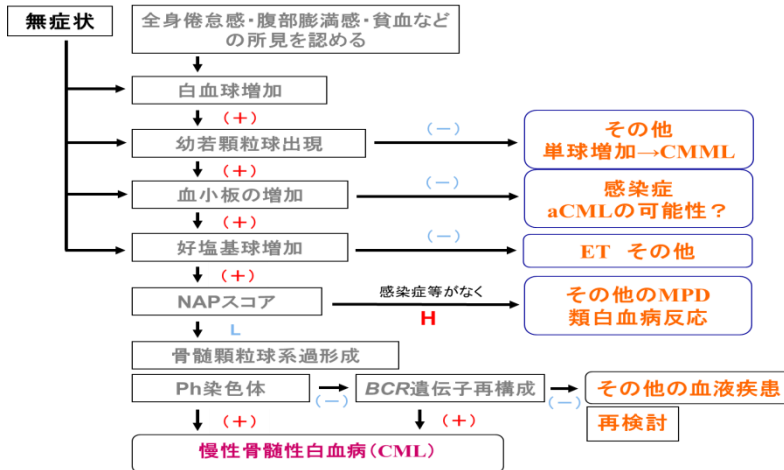 無症状
全身倦怠感・腹部膨満感・貧血など
の所見を認める
白血球増加
(+)
幼若顆粒球出現
(−)
その他
単球増加→CMML
(+)
血小板の増加
(−)
感染症
aCMLの可能性?
(+)
好塩基球増加
(−)
ET その他
(+)
NAPスコア
感染症等がなく
H
その他のMPD
類白血病反応
L
骨髄顆粒球系過形成
Ph染色体
(−)
BCR遺伝子再構成
(−)
その他の血液疾患
再検討
(+)
(+)
慢性骨髄性白血病(CML)